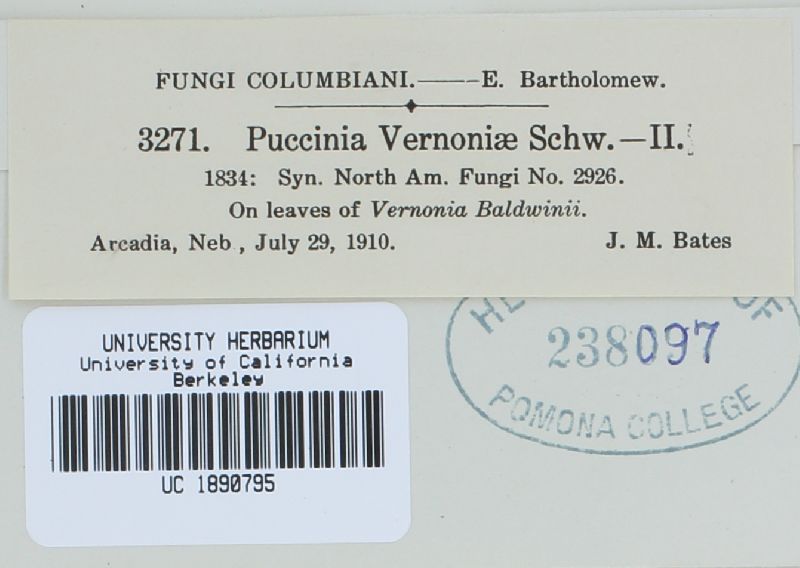 FUNGI COLUMBIANI.——E. Bartholomew.
3271. Puccinia Vernoniæ Schw.—II.
1834: Syn. North Am. Fungi No. 2926.
On leaves of Vernonia Baldwinii.
Arcadia, Neb., July 29, 1910. J. M. Bates
UNIVERSITY HERBARIUM
University of California
Berkeley
UC 1890795
OF
238097
POMONA COLLEGE